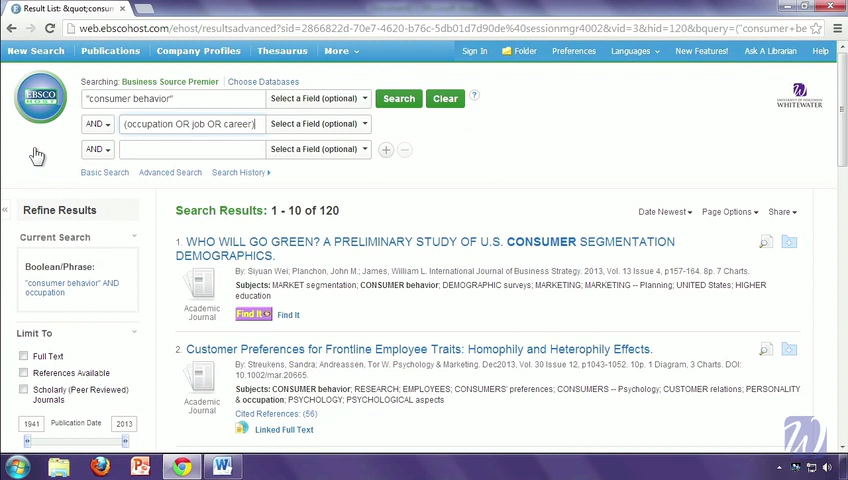 Result List: &quot;consum
web.ebscohost.com/ehost/resultsadvanced?sid=2866822d-70e7-4620-b76c-5db01d7d90de%40sessionmgr4002&vid=3&hid=120&bquery=("consumer+be
New Search Publications Company Profiles Thesaurus More Sign In Folder Preferences Languages New Features! Ask A Librarian Help
Searching: Business Source Premier Choose Databases
EBSCO
HOST
"consumer behavior" Select a Field (optional) Search Clear ?
AND (occupation OR job OR career) Select a Field (optional)
AND Select a Field (optional)
UNIVERSITY OF WISCONSIN
WHITEWATER
Basic Search Advanced Search Search History
Refine Results
Current Search
Boolean/Phrase:
"consumer behavior" AND
occupation
Limit To
Full Text
References Available
Scholarly (Peer Reviewed)
Journals
1941 Publication Date 2013
Search Results: 1 - 10 of 120 Date Newest Page Options Share
1. WHO WILL GO GREEN? A PRELIMINARY STUDY OF U.S. CONSUMER SEGMENTATION
DEMOGRAPHICS.
By: Siyuan Wei; Planchon, John M.; James, William L. International Journal of Business Strategy. 2013, Vol. 13 Issue 4, p157-164. 8p. 7 Charts.
Subjects: MARKET segmentation; CONSUMER behavior; DEMOGRAPHIC surveys; MARKETING; MARKETING -- Planning; UNITED States; HIGHER
education
Academic
Journal
Find It Find It
2. Customer Preferences for Frontline Employee Traits: Homophily and Heterophily Effects.
By: Streukens, Sandra; Andreassen, Tor W. Psychology & Marketing. Dec2013, Vol. 30 Issue 12, p1043-1052. 10p. 1 Diagram, 3 Charts. DOI:
10.1002/mar.20665.
Subjects: CONSUMER behavior; RESEARCH; EMPLOYEES; CONSUMERS' preferences; CONSUMERS -- Psychology; CUSTOMER relations; PERSONALITY
& occupation; PSYCHOLOGY; PSYCHOLOGICAL aspects
Academic
Journal
Cited References: (56)
Linked Full Text
W